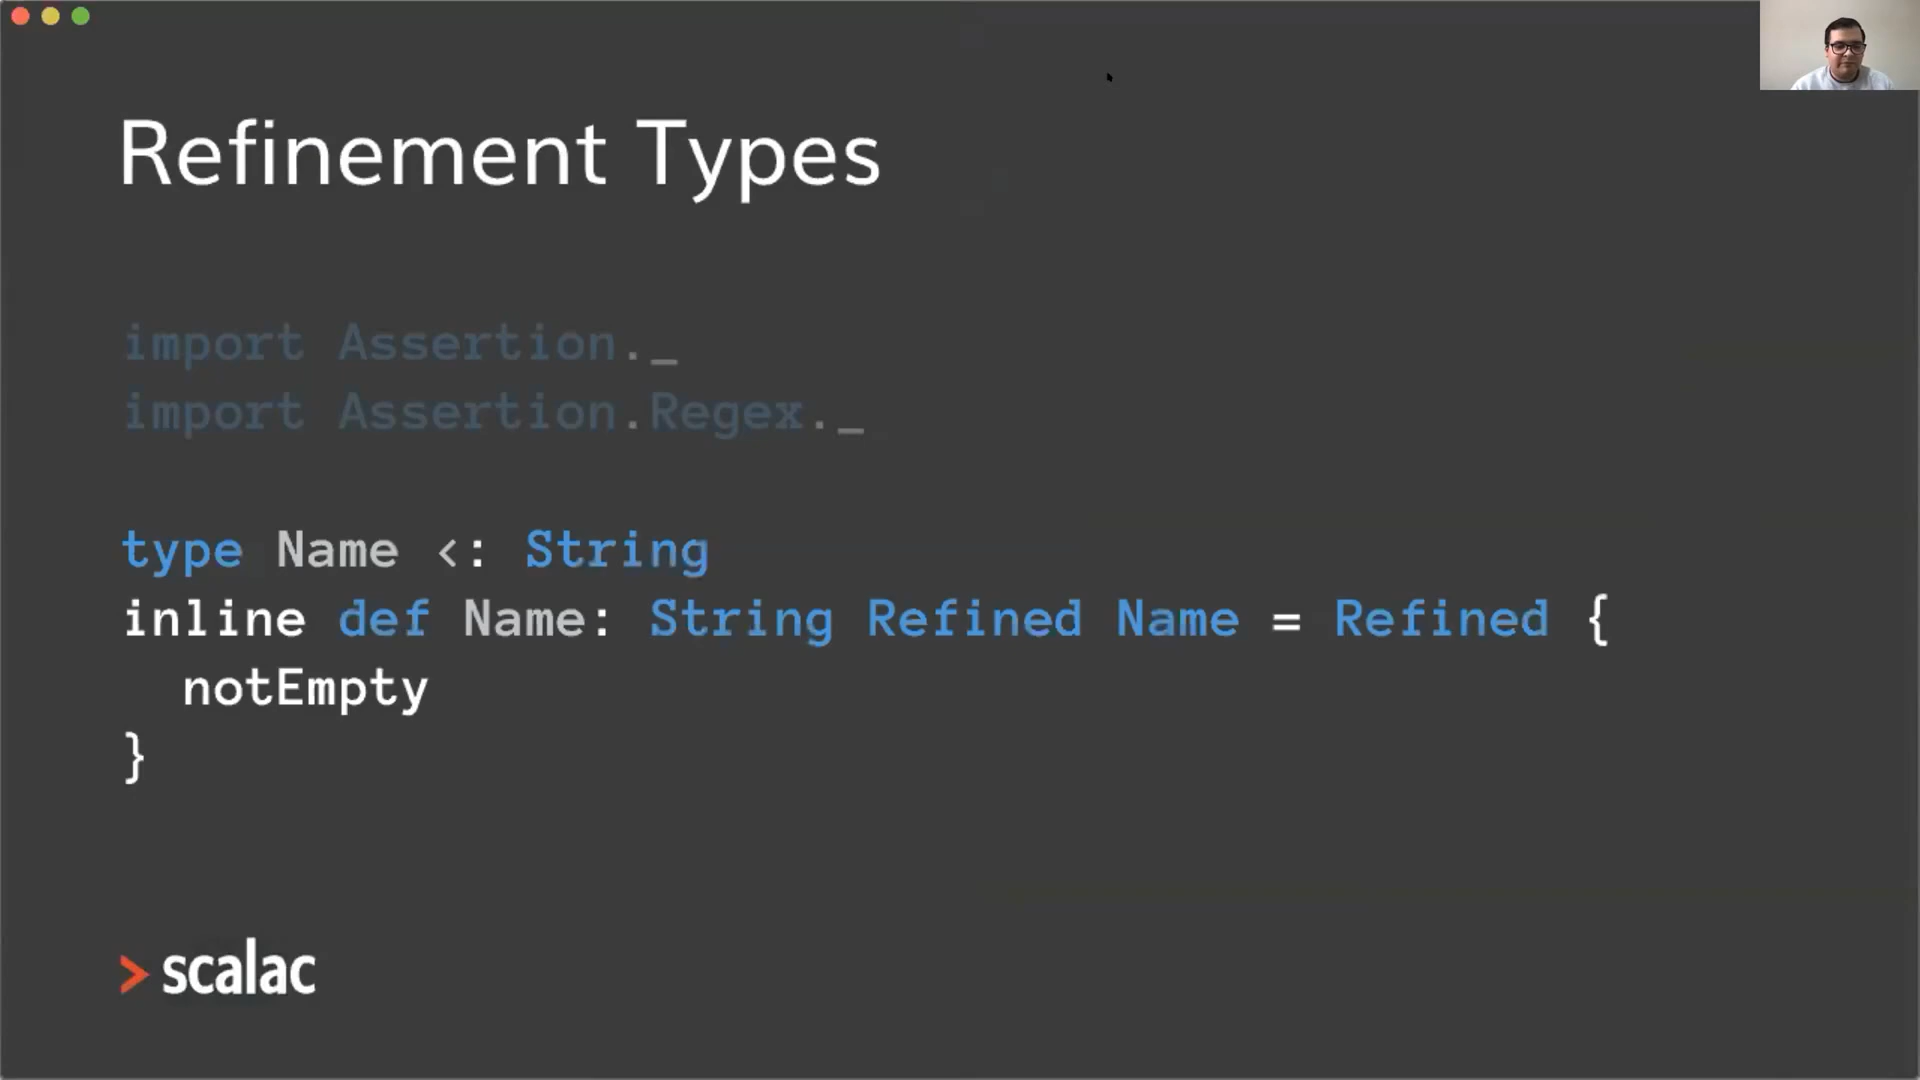 Refinement Types
import Assertion._
import Assertion.Regex._
type Name <: String
inline def Name: String Refined Name = Refined {
  notEmpty
}
> scalac